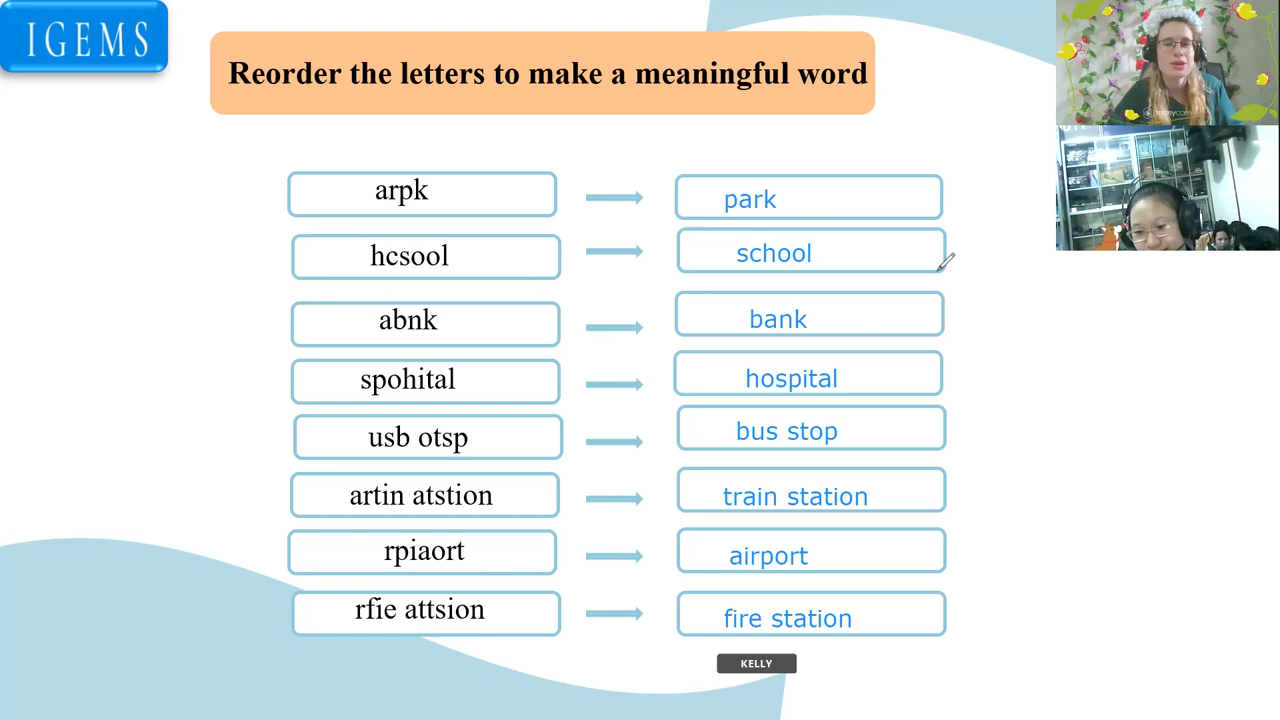 IGEMS
Reorder the letters to make a meaningful word
arpk park
hcsool school
abnk bank
spohital hospital
usb otsp bus stop
artin atstion train station
rpiaort airport
rfie attsion fire station
KELLY
manycam